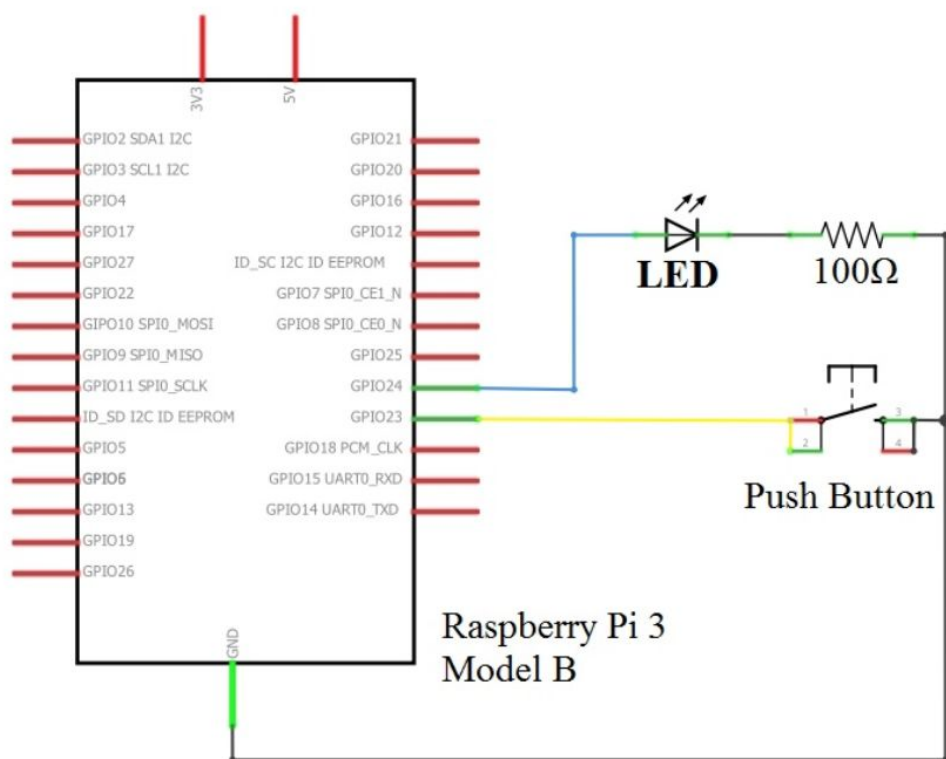 3V3
5V
GPIO2 SDA1 I2C
GPIO3 SCL1 I2C
GPIO4
GPIO17
GPIO27
GPIO22
GIPO10 SPI0_MOSI
GPIO9 SPI0_MISO
GPIO11 SPI0_SCLK
ID_SD I2C ID EEPROM
GPIO5
GPIO6
GPIO13
GPIO19
GPIO26
GPIO21
GPIO20
GPIO16
GPIO12
ID_SC I2C ID EEPROM
GPIO7 SPI0_CE1_N
GPIO8 SPI0_CE0_N
GPIO25
GPIO24
GPIO23
GPIO18 PCM_CLK
GPIO15 UART0_RXD
GPIO14 UART0_TXD
GND
LED
100Ω
1
2
3
4
Push Button
Raspberry Pi 3
Model B